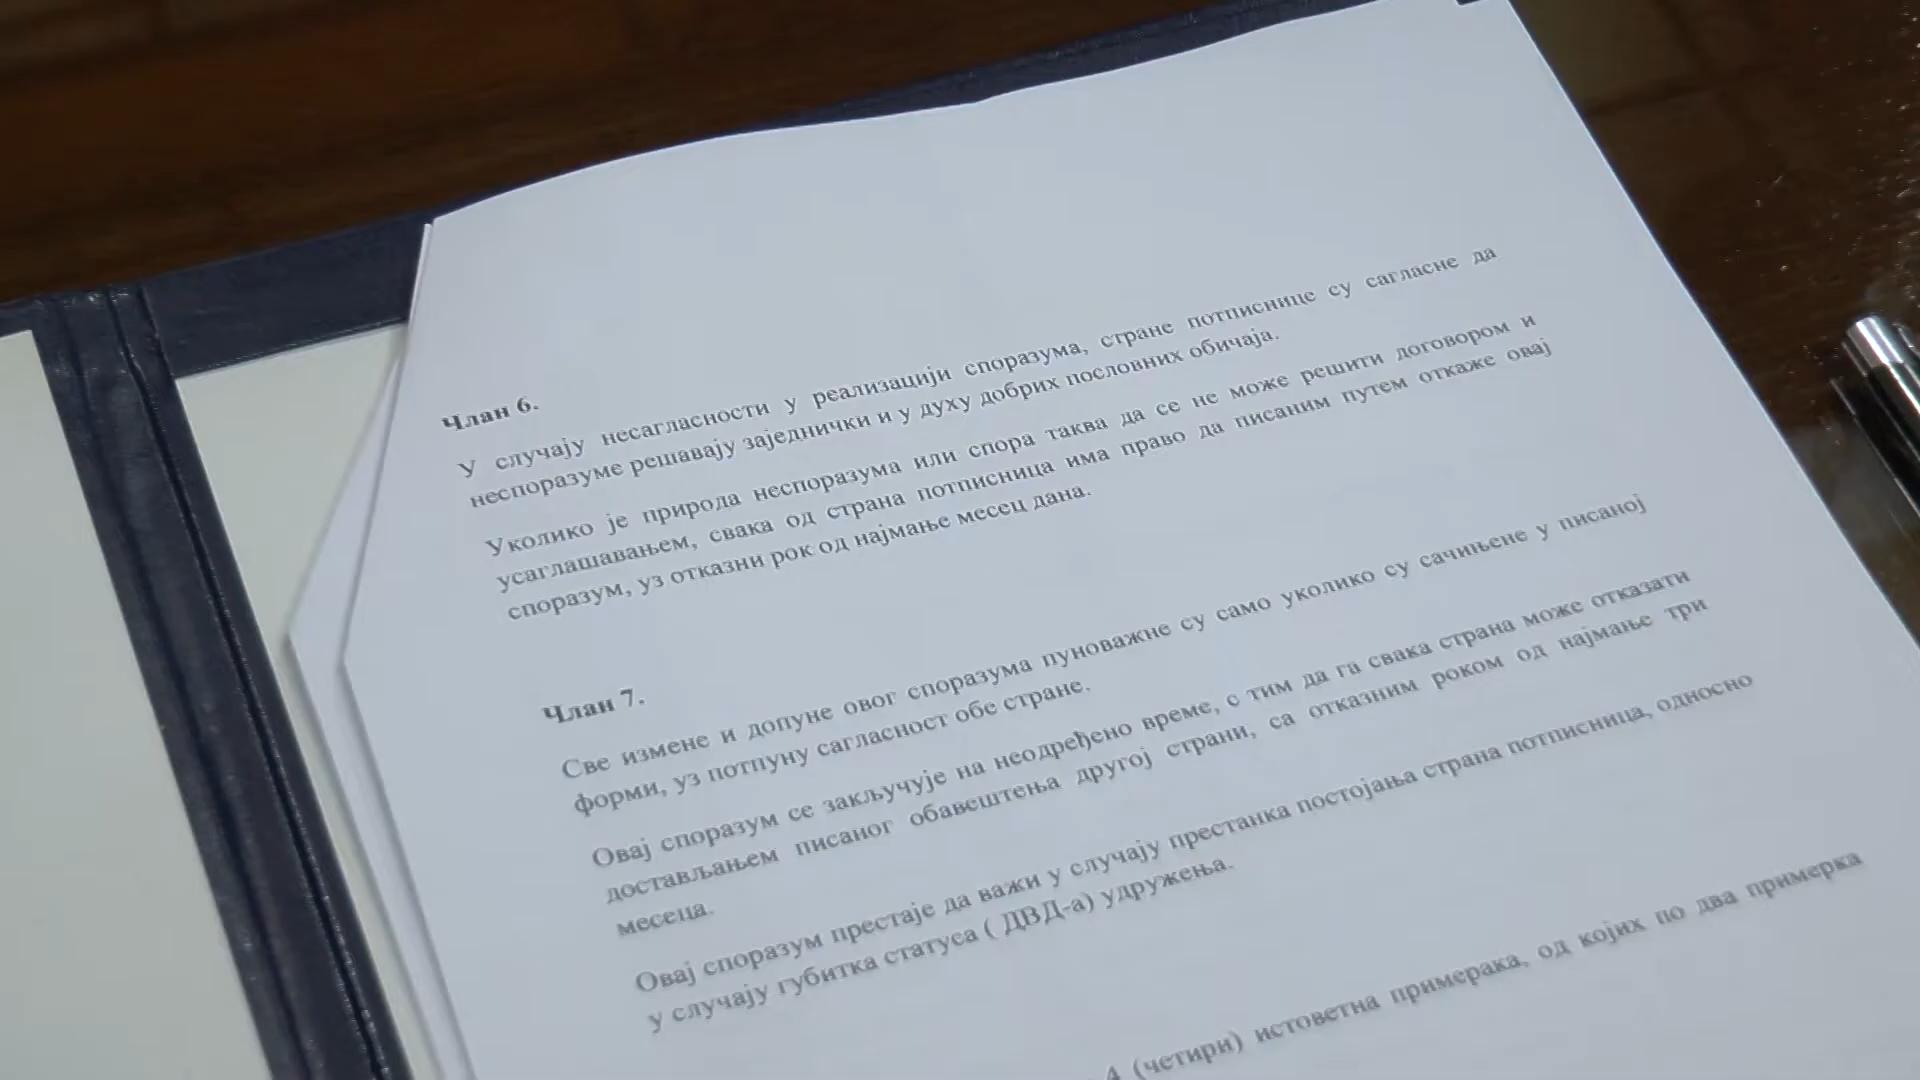 Члан 6.
У случају несагласности у реализацији споразума, стране потписнице су сагласне да
неспоразуме решавају заједнички и у духу добрих пословних обичаја.
Уколико је природа неспоразума или спора таква да се не може решити договором и
усаглашавањем, свака од страна потписница има право да писаним путем откаже овај
споразум, уз отказни рок од најмање месец дана.
Члан 7.
Све измене и допуне овог споразума пуноважне су само уколико су сачињене у писаној
форми, уз потпуну сагласност обе стране.
Овај споразум се закључује на неодређено време, с тим да га свака страна може отказати
достављањем писаног обавештења другој страни, са отказним роком од најмање три
месеца.
Овај споразум престаје да важи у случају престанка постојања страна потписница, односно
у случају губитка статуса ( ДВД-а) удружења.
4 (четири) истоветна примерака, од којих по два примерка